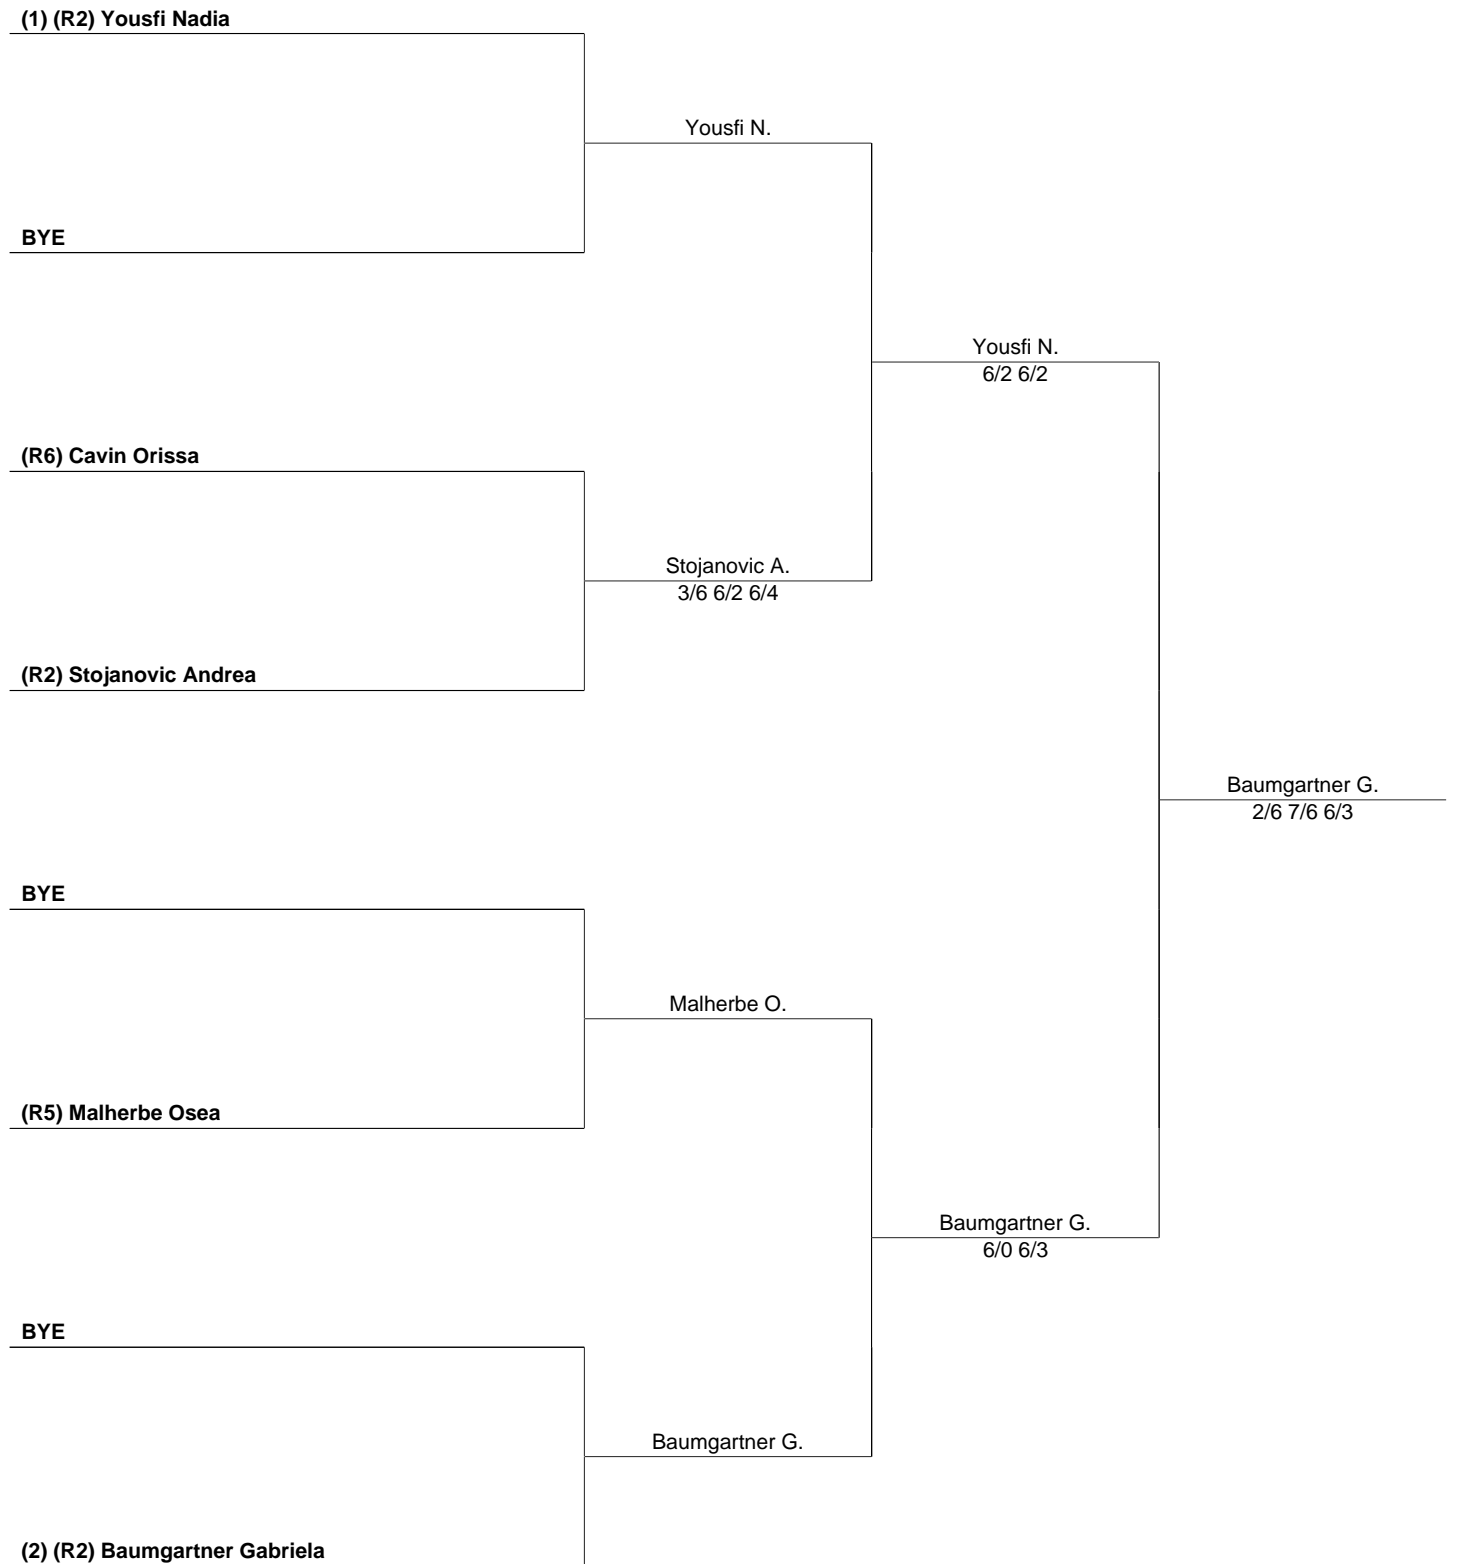 (1) (R2) Yousfi Nadia
Yousfi N.
BYE
Yousfi N.
6/2 6/2
(R6) Cavin Orissa
Stojanovic A.
3/6 6/2 6/4
(R2) Stojanovic Andrea
Baumgartner G.
2/6 7/6 6/3
BYE
Malherbe O.
(R5) Malherbe Osea
Baumgartner G.
6/0 6/3
BYE
Baumgartner G.
(2) (R2) Baumgartner Gabriela